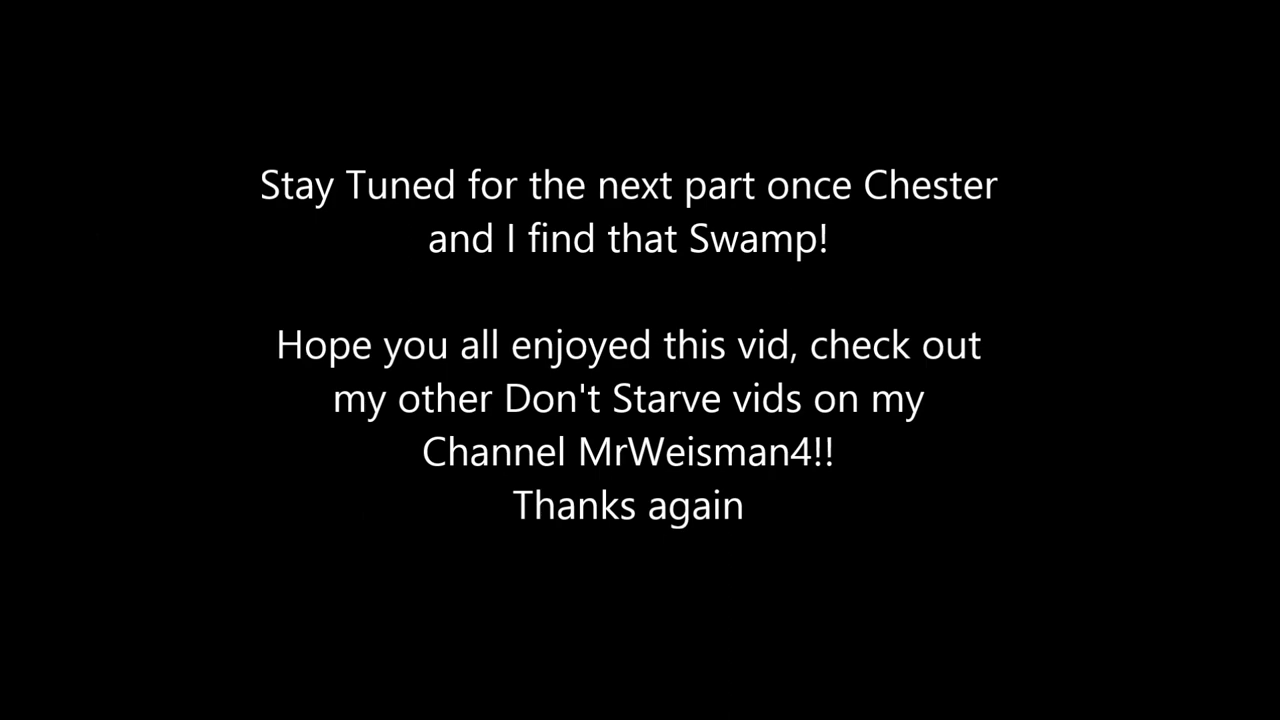 Stay Tuned for the next part once Chester
and I find that Swamp!
Hope you all enjoyed this vid, check out
my other Don't Starve vids on my
Channel MrWeisman4!!
Thanks again